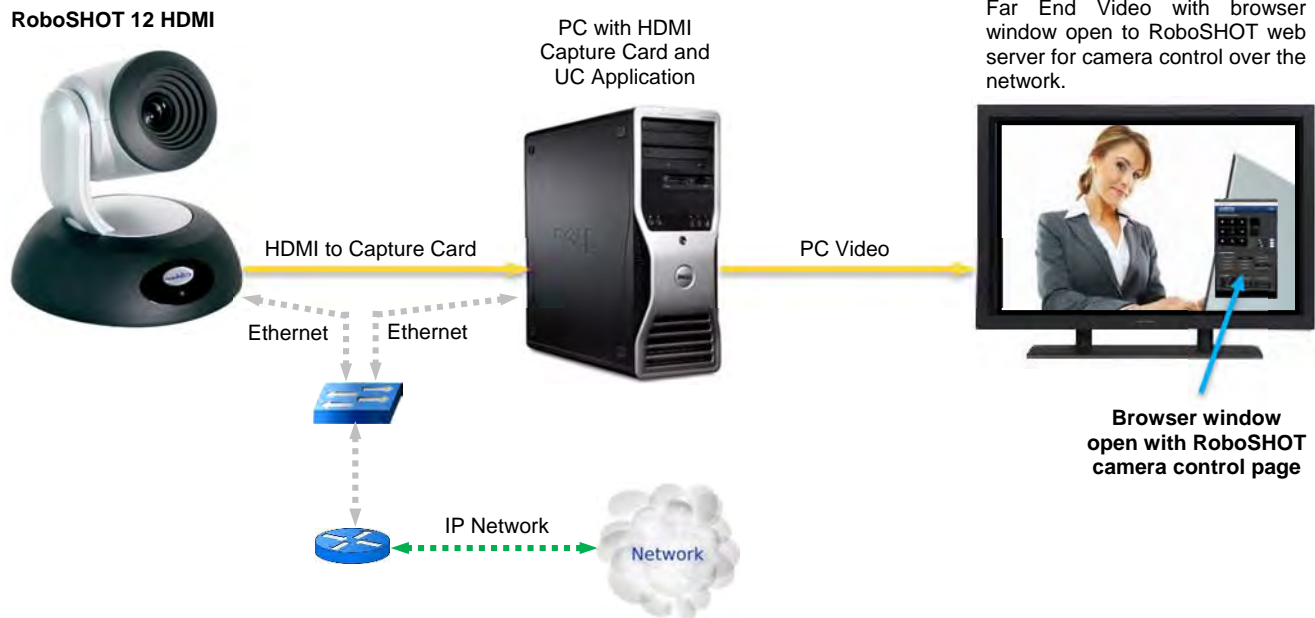 RoboSHOT 12 HDMI
PC with HDMI
Capture Card and
UC Application
Far End Video with browser
window open to RoboSHOT web
server for camera control over the
network.
HDMI to Capture Card
PC Video
Ethernet
Ethernet
Browser window
open with RoboSHOT
camera control page
IP Network
Network
DELL